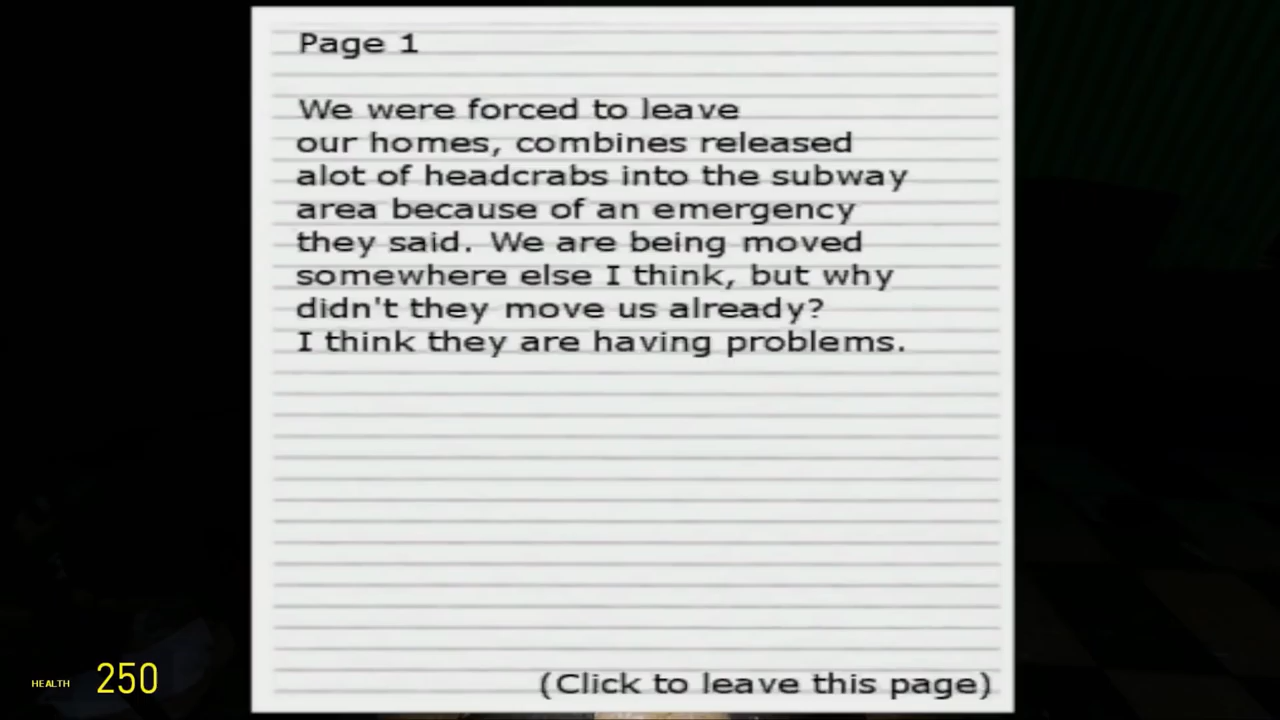 Page 1
We were forced to leave
our homes, combines released
alot of headcrabs into the subway
area because of an emergency
they said. We are being moved
somewhere else I think, but why
didn't they move us already?
I think they are having problems.
(Click to leave this page)
HEALTH 250